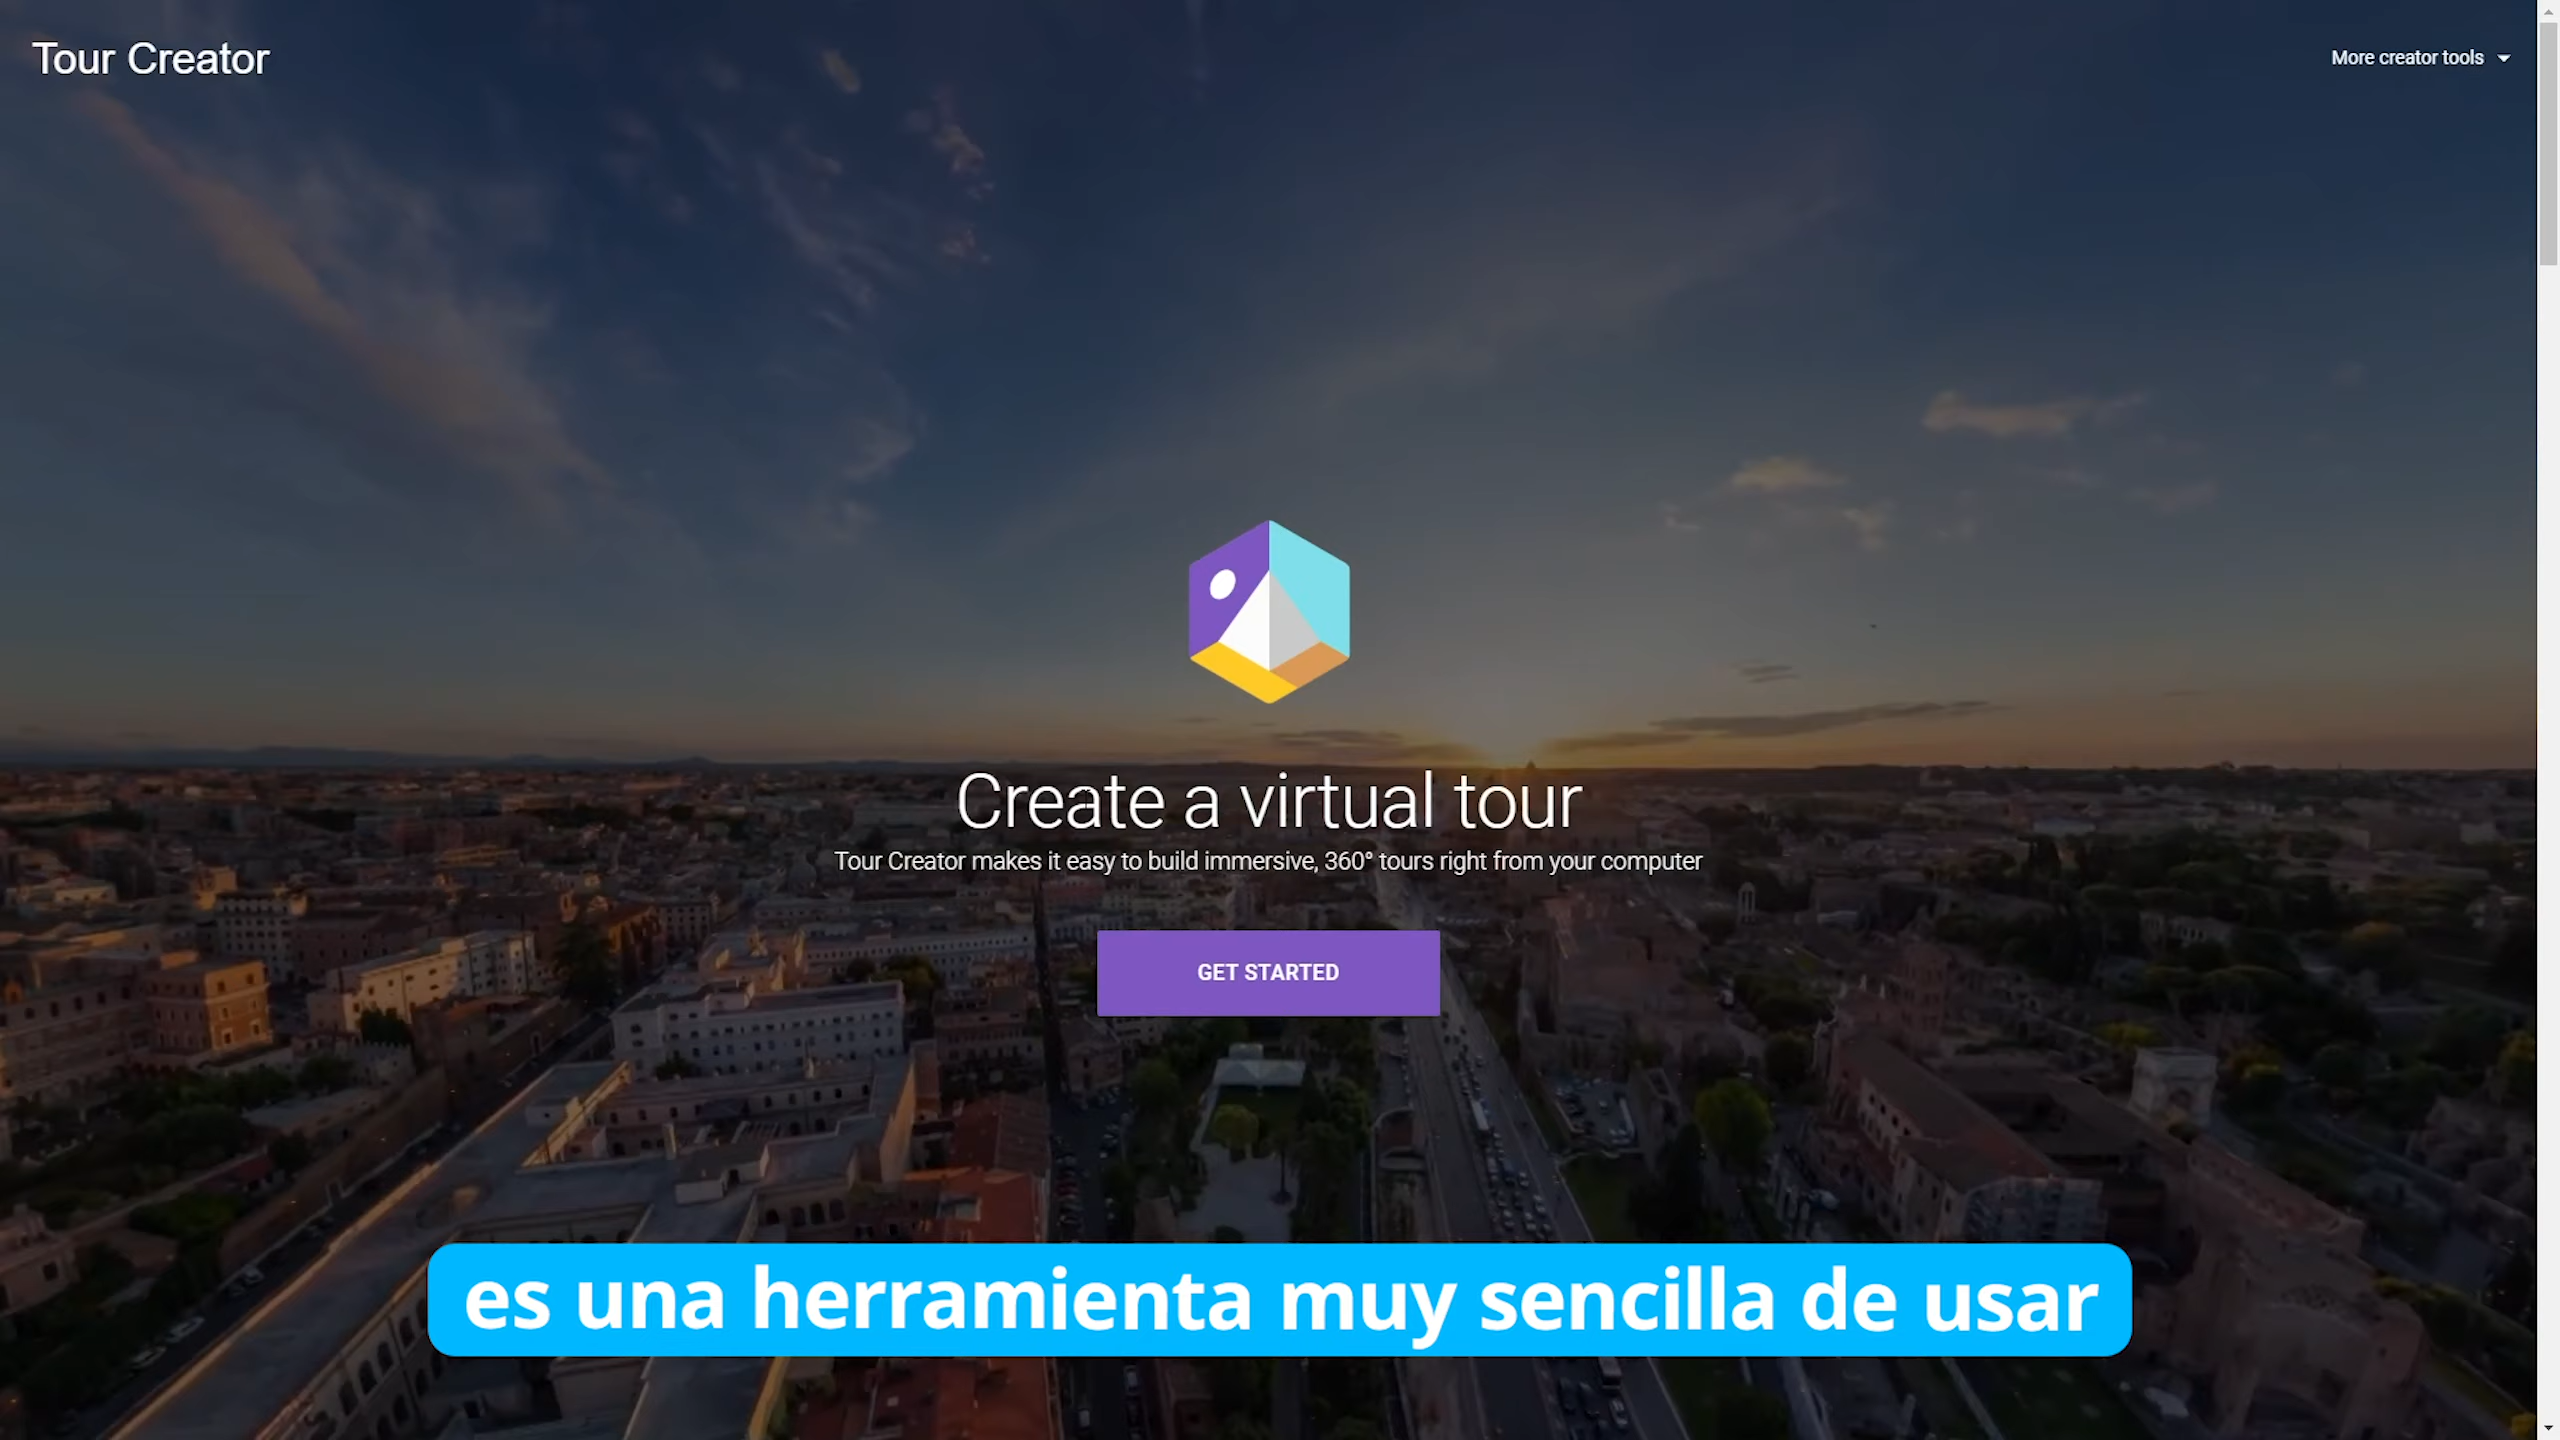 Tour Creator
More creator tools
Create a virtual tour
Tour Creator makes it easy to build immersive, 360° tours right from your computer
GET STARTED
es una herramienta muy sencilla de usar